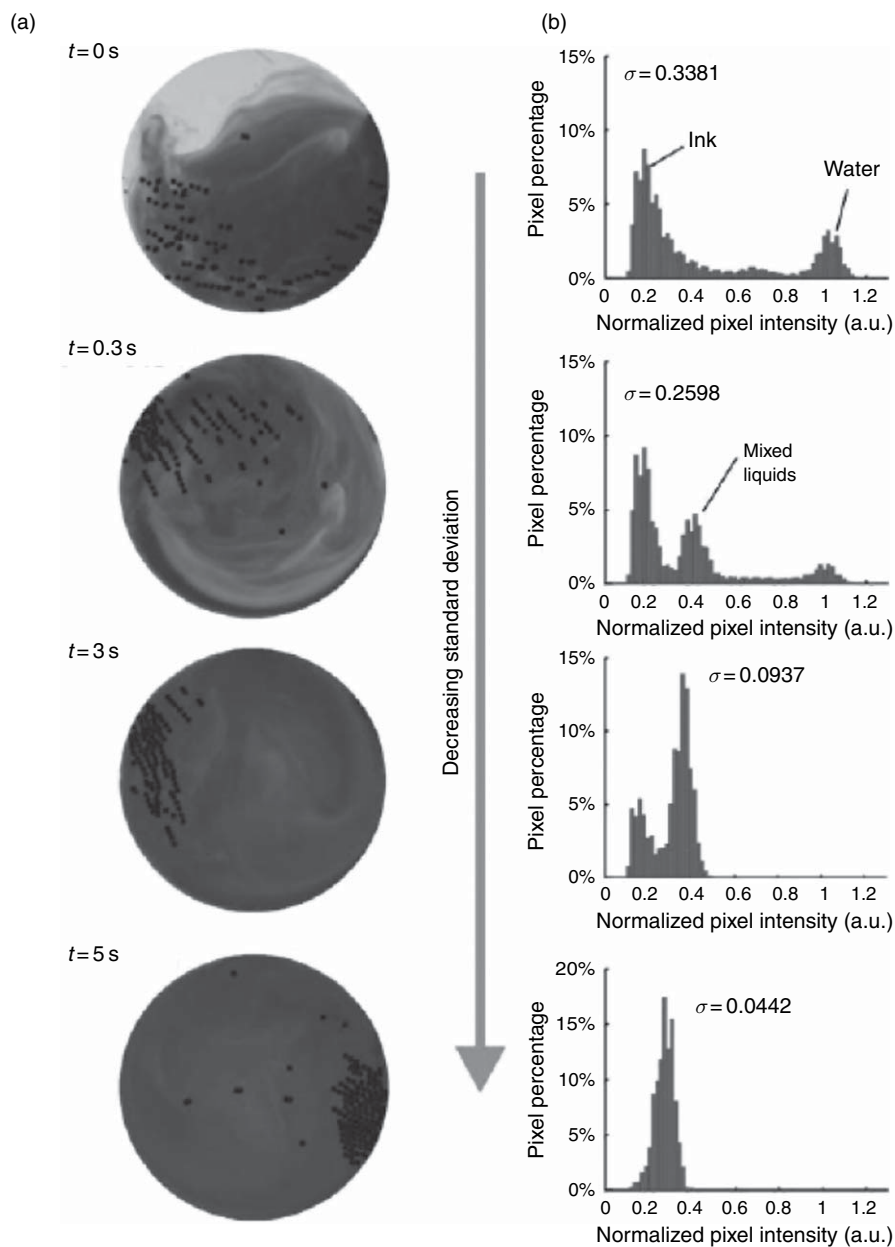 (a)
t=0 s
t=0.3 s
t=3 s
t=5 s
Decreasing standard deviation
(b)
15%
σ=0.3381
10%
Ink
Water
5%
0%
0 0.2 0.4 0.6 0.8 1 1.2
Pixel percentage
Normalized pixel intensity (a.u.)
15%
σ=0.2598
10%
Mixed
liquids
5%
0%
0 0.2 0.4 0.6 0.8 1 1.2
Pixel percentage
Normalized pixel intensity (a.u.)
15%
σ=0.0937
10%
5%
0%
0 0.2 0.4 0.6 0.8 1 1.2
Pixel percentage
Normalized pixel intensity (a.u.)
20%
σ=0.0442
15%
10%
5%
0%
0 0.2 0.4 0.6 0.8 1 1.2
Pixel percentage
Normalized pixel intensity (a.u.)